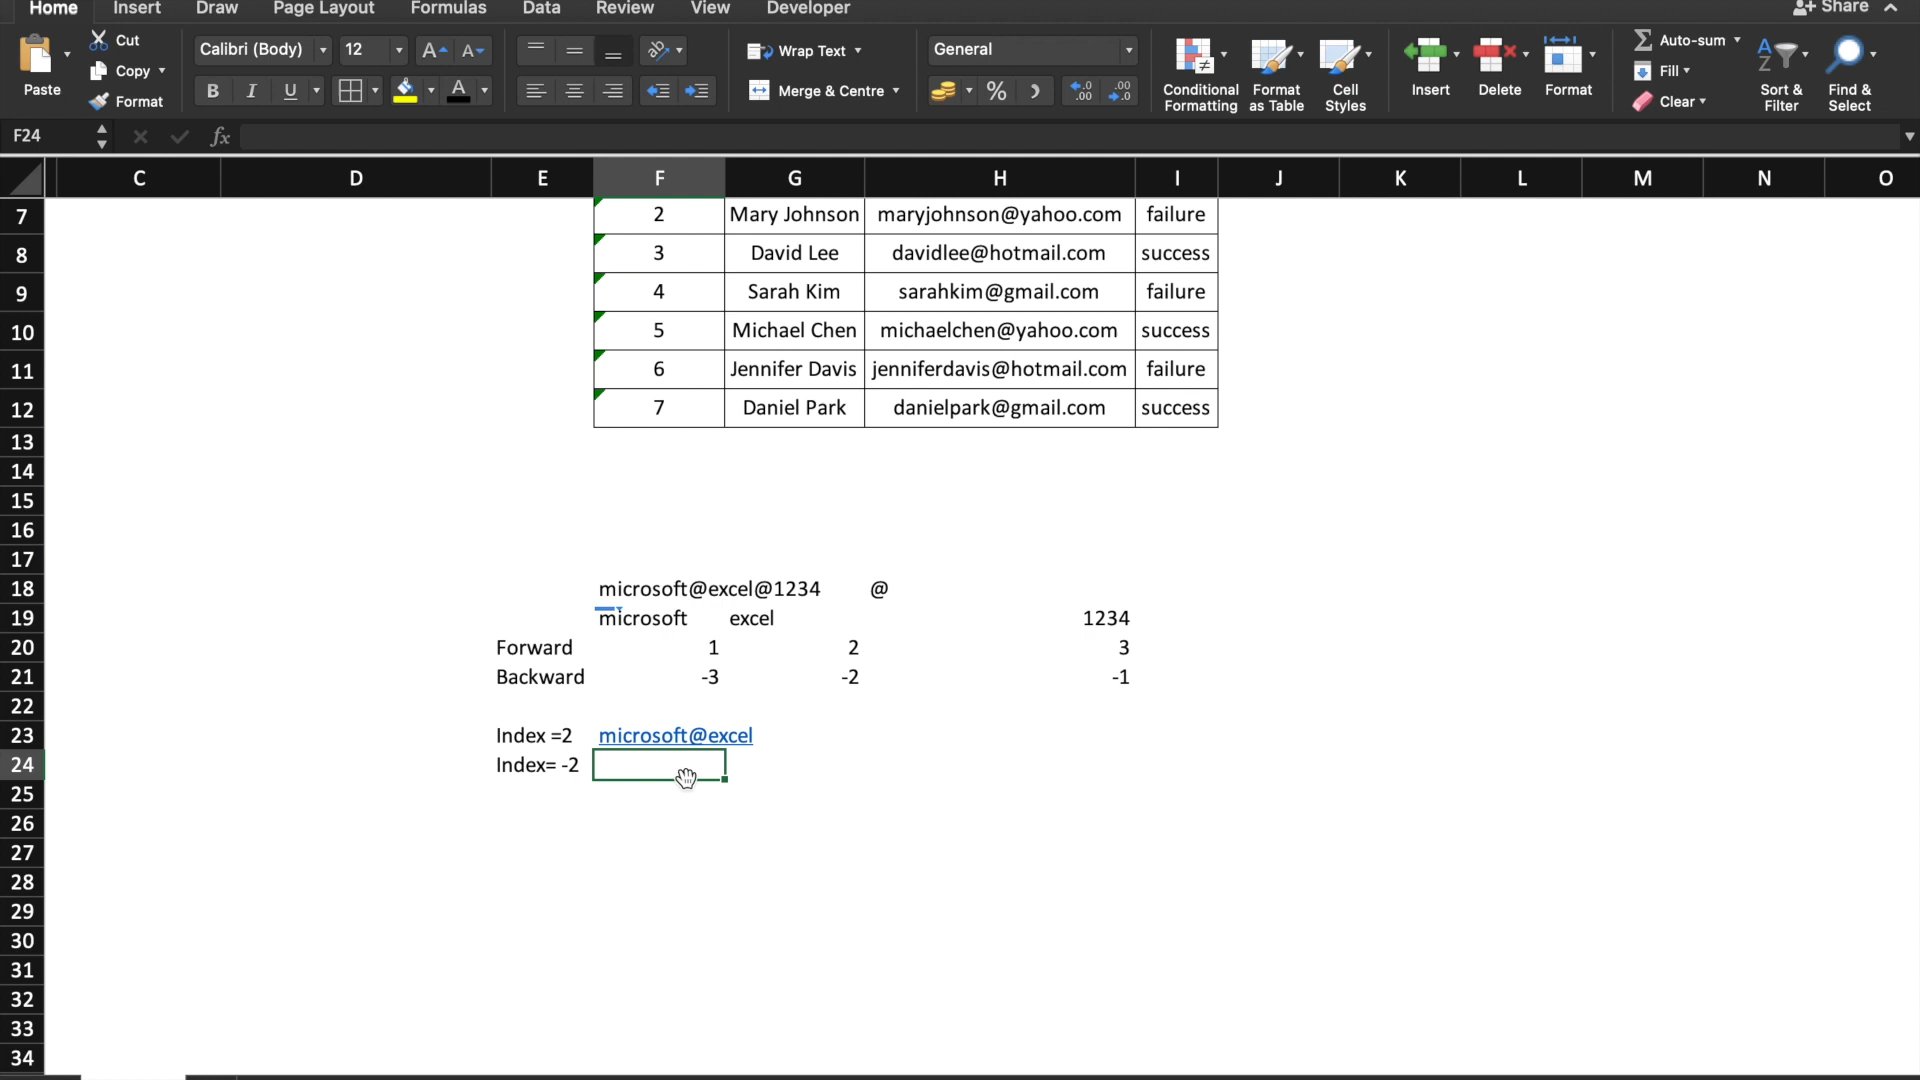 Home Insert Draw Page Layout Formulas Data Review View Developer Share
Cut
Calibri (Body) 12 A A ab Wrap Text General Auto-sum
Copy Fill
Paste Format B I U A Merge & Centre % .0 .00 .00 .0 Conditional Formatting Format as Table Cell Styles Insert Delete Format Clear Sort & Filter Find & Select
F24 fx
C D E F G H I J K L M N O
7 2 Mary Johnson maryjohnson@yahoo.com failure
8 3 David Lee davidlee@hotmail.com success
9 4 Sarah Kim sarahkim@gmail.com failure
10 5 Michael Chen michaelchen@yahoo.com success
11 6 Jennifer Davis jenniferdavis@hotmail.com failure
12 7 Daniel Park danielpark@gmail.com success
13
14
15
16
17
18 microsoft@excel@1234 @
19 microsoft excel 1234
20 Forward 1 2 3
21 Backward -3 -2 -1
22
23 Index =2 microsoft@excel
24 Index= -2
25
26
27
28
29
30
31
32
33
34